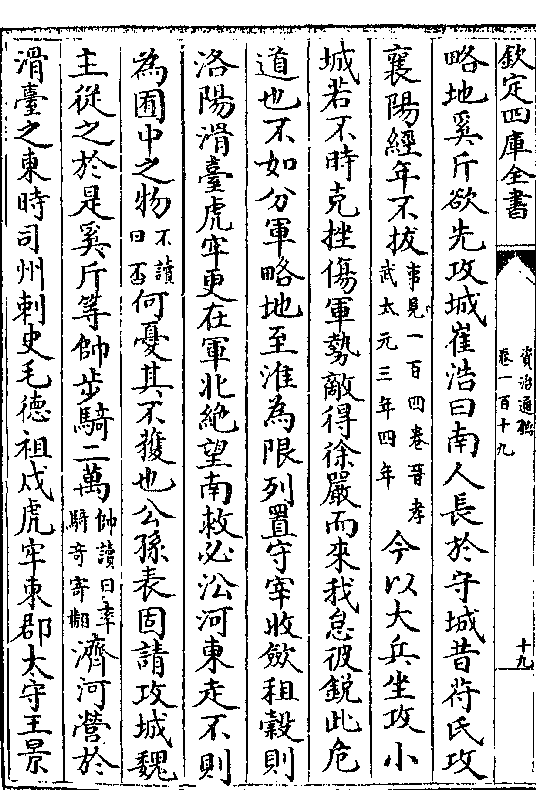 欽定四庫全書
資治通鑑
卷一百十九
十九
略地奚斤欲先攻城崔浩曰南人長於守城昔苻氏攻
襄陽經年不拔事見一百四卷晉孝武太元三年四年今以大兵坐攻小
城若不時克挫傷軍勢敵得徐嚴而來我怠彼銳此危
道也不如分軍略地至淮為限列置守宰收斂租穀則
洛陽滑臺虎牢更在軍北絶望南救必沿河東走不則
為囿中之物不讀曰否何憂其不獲也公孫表固請攻城魏
主從之於是奚斤等帥步騎二萬帥讀曰率騎奇寄翻濟河營於
滑臺之東時司州刺史毛德祖戍虎牢東郡太守王景